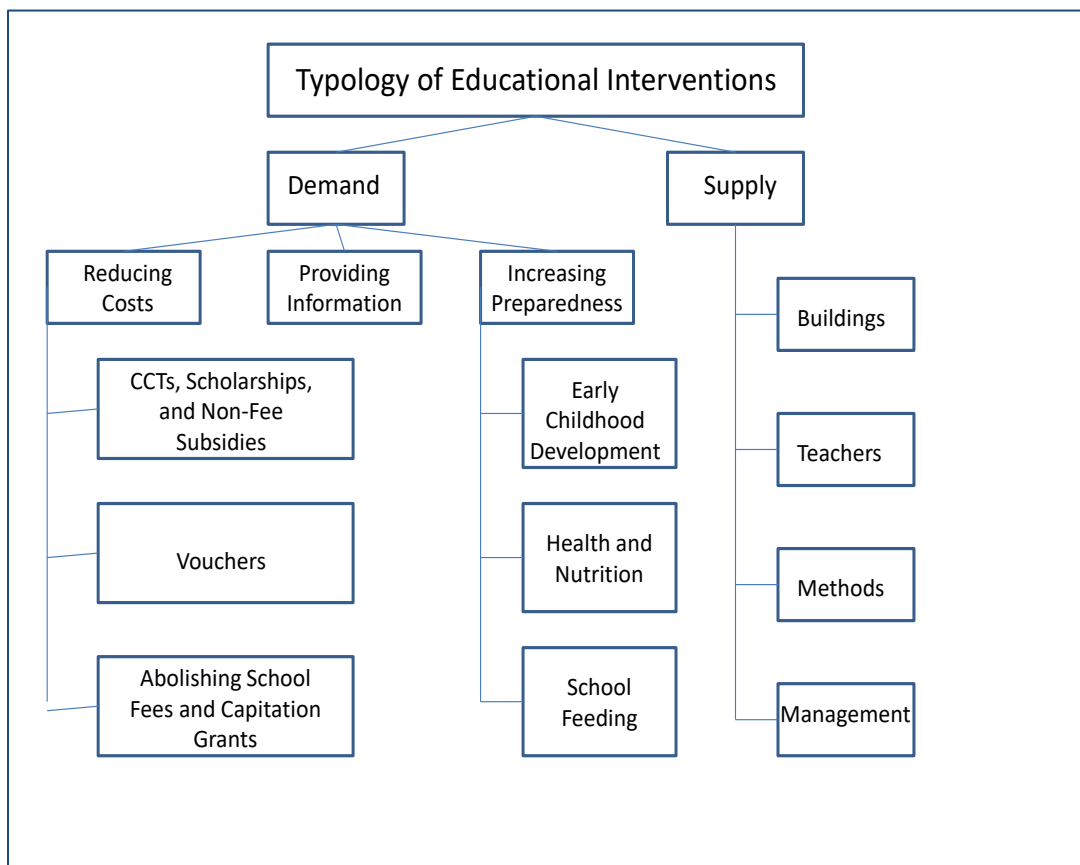 Typology of Educational Interventions
Demand
Supply
Reducing
Costs
Providing
Information
Increasing
Preparedness
Buildings
CCTs, Scholarships,
and Non-Fee
Subsidies
Early
Childhood
Development
Teachers
Vouchers
Health and
Nutrition
Methods
Abolishing School
Fees and Capitation
Grants
School
Feeding
Management